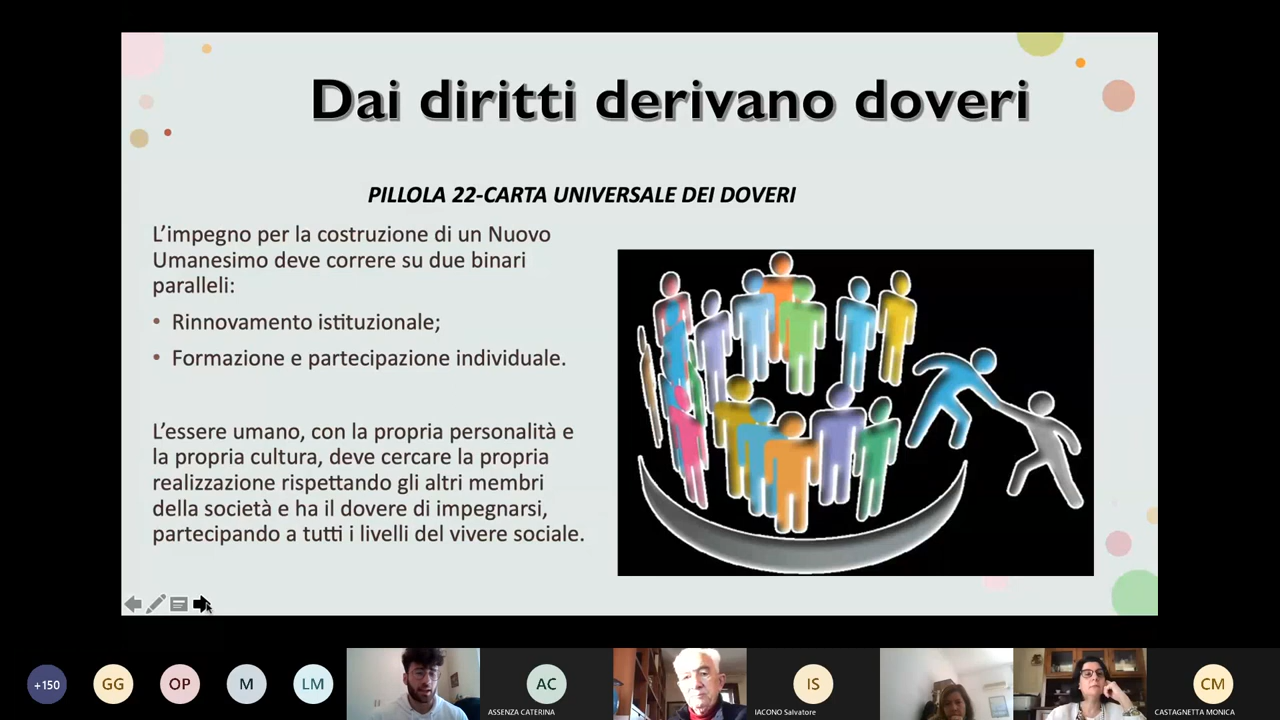 Dai diritti derivano doveri
PILLOLA 22-CARTA UNIVERSALE DEI DOVERI
L’impegno per la costruzione di un Nuovo
Umanesimo deve correre su due binari
paralleli:
• Rinnovamento istituzionale;
• Formazione e partecipazione individuale.
L’essere umano, con la propria personalità e
la propria cultura, deve cercare la propria
realizzazione rispettando gli altri membri
della società e ha il dovere di impegnarsi,
partecipando a tutti i livelli del vivere sociale.
+150
GG
OP
M
LM
AC
ASSENZA CATERINA
IS
IACONO Salvatore
CM
CASTAGNETTA MONICA